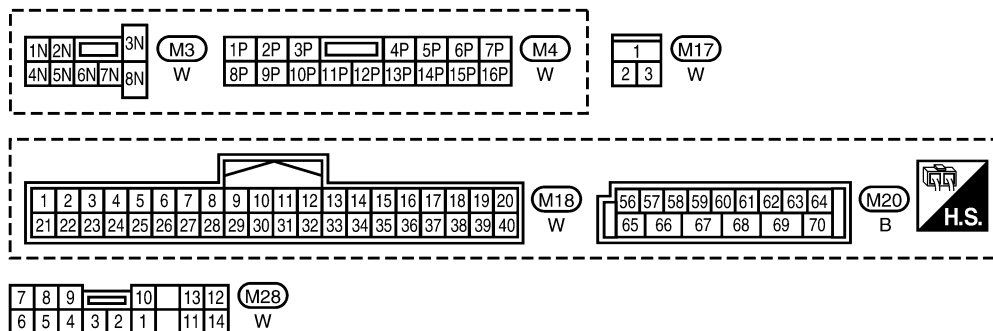 1N 2N 3N M3
4N 5N 6N 7N 8N W
1P 2P 3P 4P 5P 6P 7P M4
8P 9P 10P 11P 12P 13P 14P 15P 16P W
1 M17
2 3 W
1 2 3 4 5 6 7 8 9 10 11 12 13 14 15 16 17 18 19 20 M18
21 22 23 24 25 26 27 28 29 30 31 32 33 34 35 36 37 38 39 40 W
56 57 58 59 60 61 62 63 64 M20
65 66 67 68 69 70 B
H.S.
7 8 9 10 13 12 M28
6 5 4 3 2 1 11 14 W